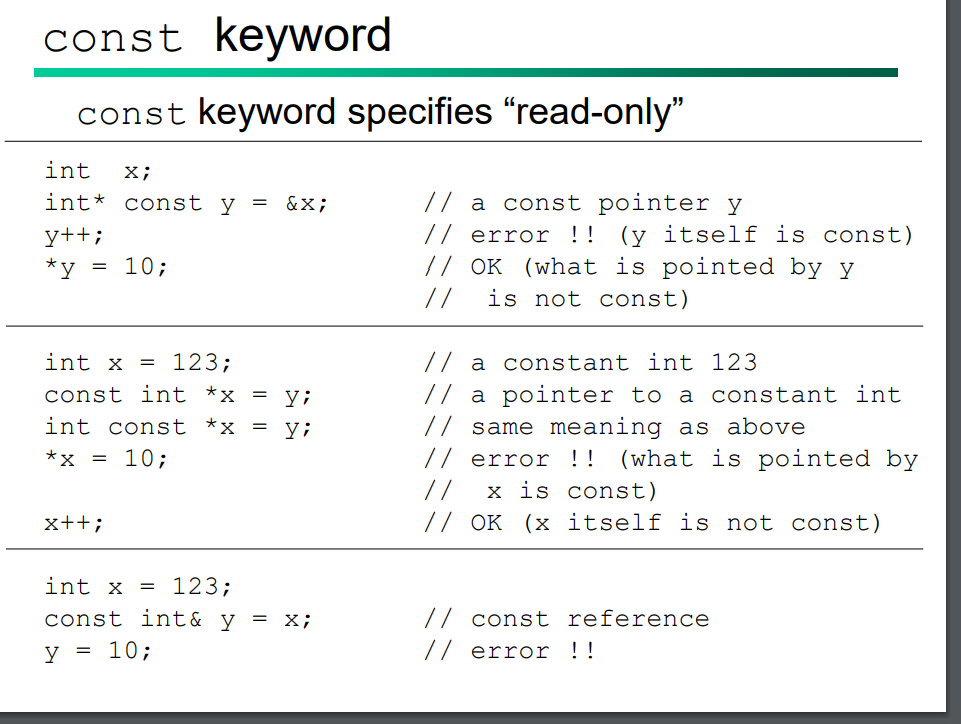 const keyword
const keyword specifies “read-only”
int  x;
int* const y = &x;      // a const pointer y
y++;                    // error !! (y itself is const)
*y = 10;                // OK (what is pointed by y
                        //  is not const)
int x = 123;            // a constant int 123
const int *x = y;       // a pointer to a constant int
int const *x = y;       // same meaning as above
*x = 10;                // error !! (what is pointed by
                        //  x is const)
x++;                    // OK (x itself is not const)
int x = 123;
const int& y = x;       // const reference
y = 10;                 // error !!